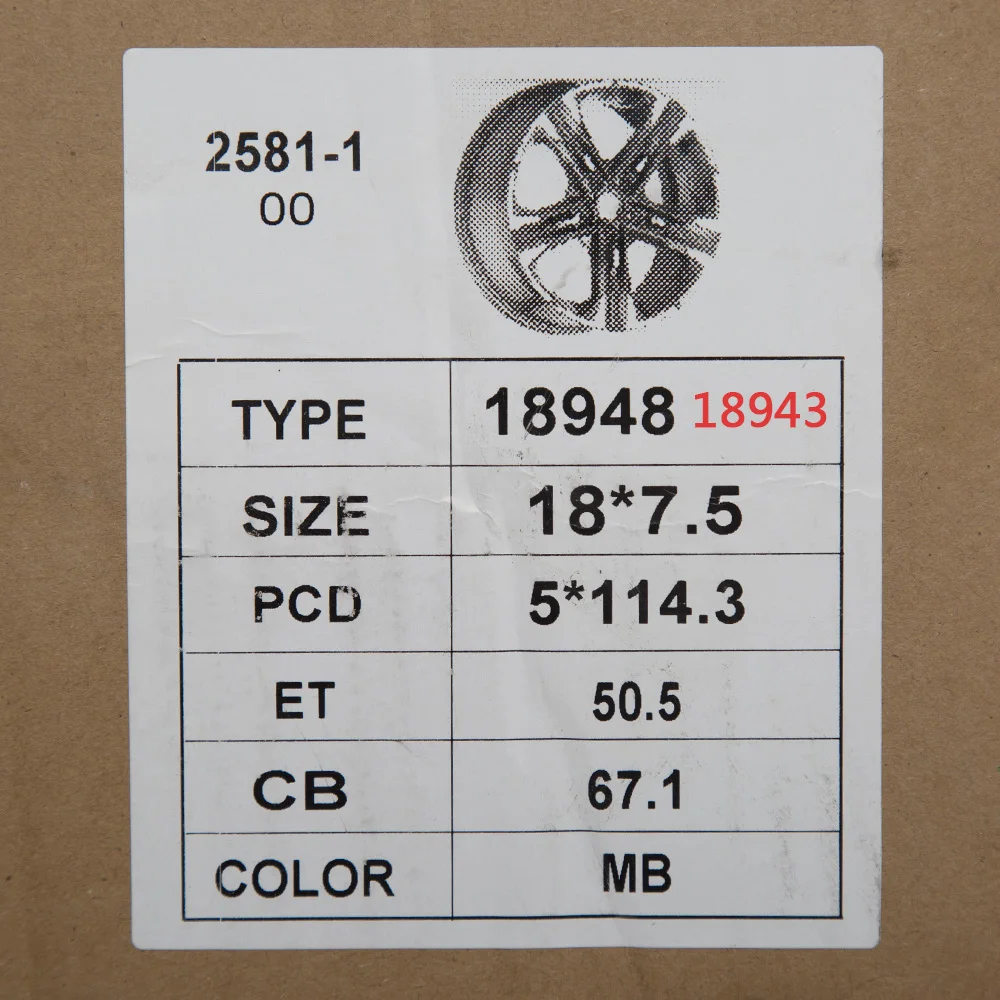 2581-1
00
TYPE 18948 18943
SIZE 18*7.5
PCD 5*114.3
ET 50.5
CB 67.1
COLOR MB